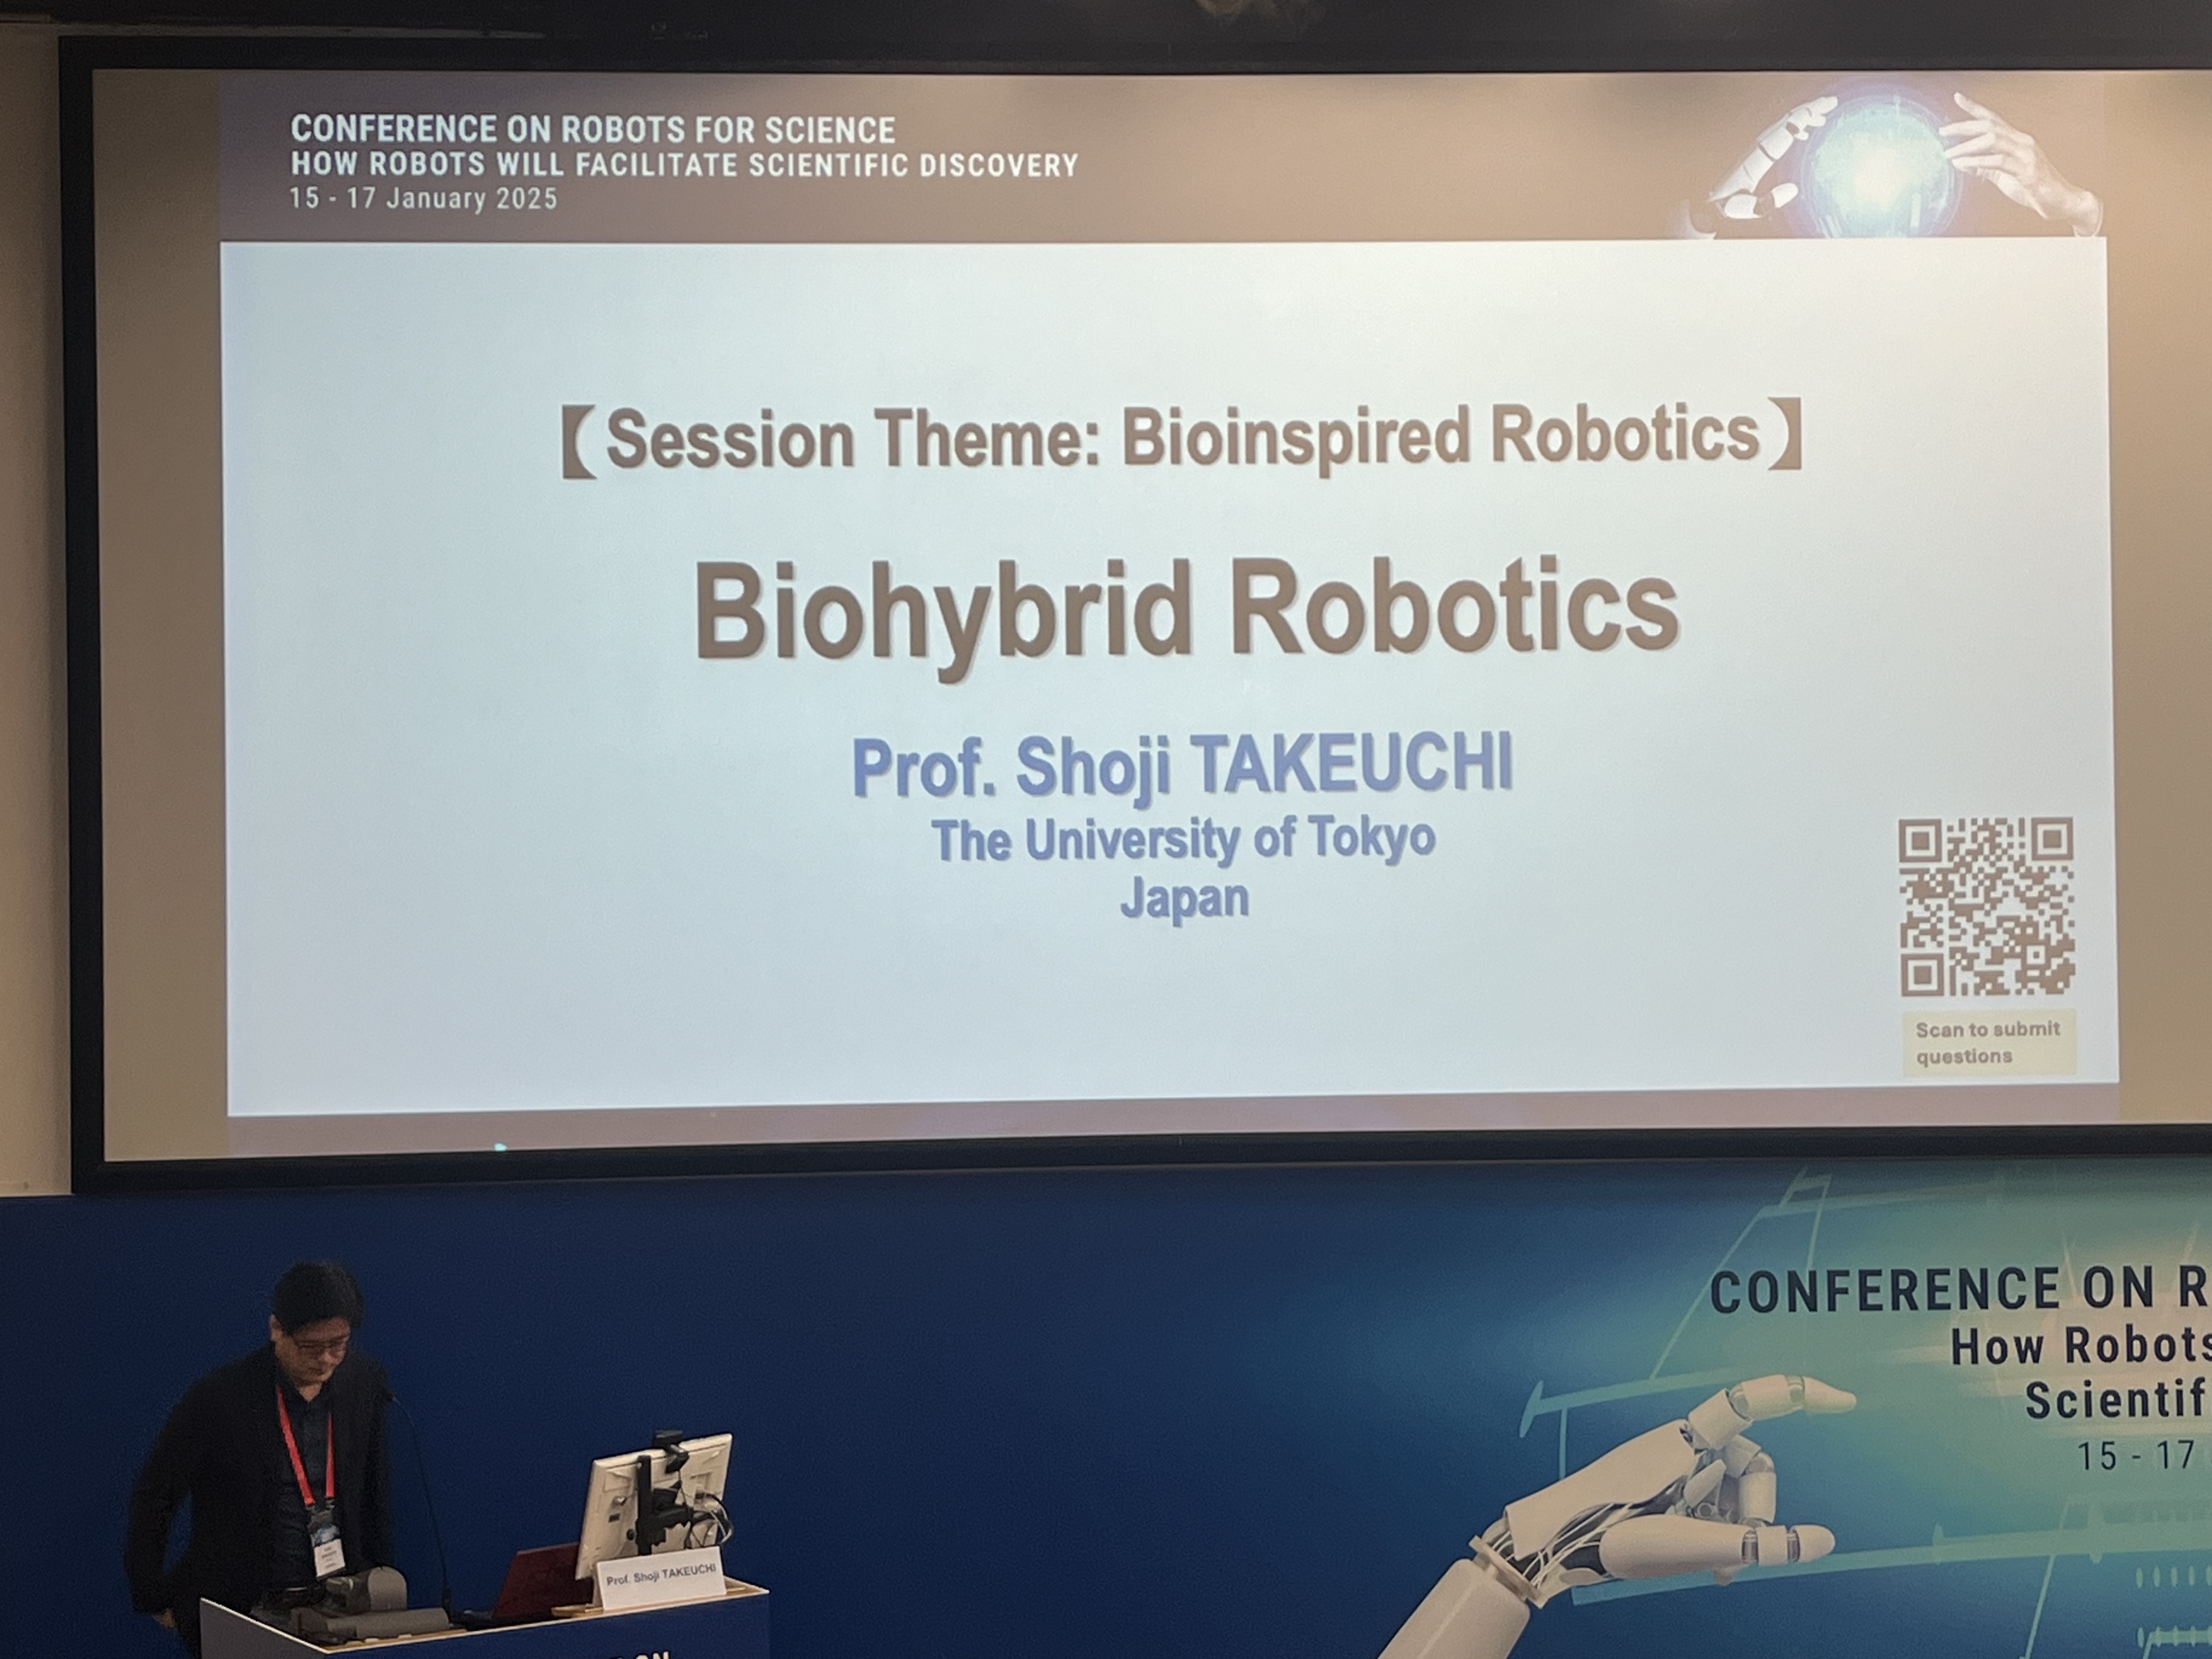 CONFERENCE ON ROBOTS FOR SCIENCE
HOW ROBOTS WILL FACILITATE SCIENTIFIC DISCOVERY
15 - 17 January 2025
【Session Theme: Bioinspired Robotics】
Biohybrid Robotics
Prof. Shoji TAKEUCHI
The University of Tokyo
Japan
Scan to submit
questions
CONFERENCE ON R
How Robots
Scientif
15 - 17
Prof. Shoji TAKEUCHI
ON